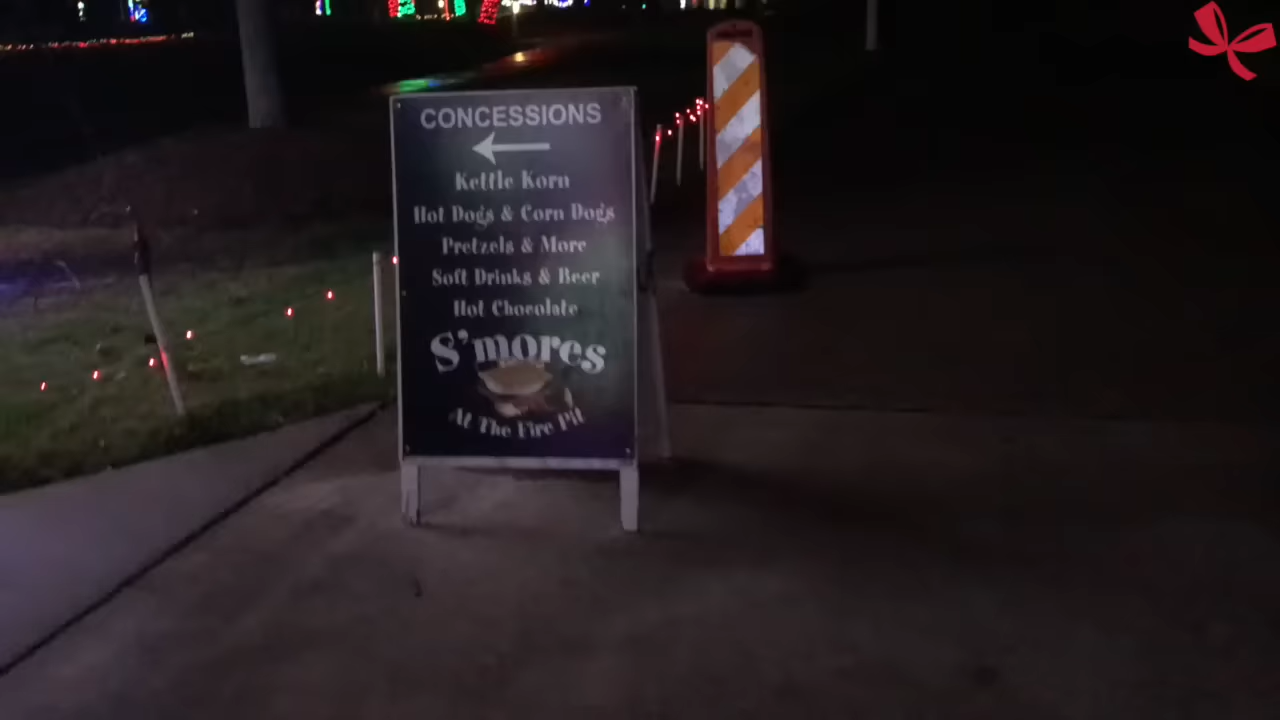 CONCESSIONS
Kettle Korn
Hot Dogs & Corn Dogs
Pretzels & More
Soft Drinks & Beer
Hot Chocolate
S'mores
At The Fire Pit